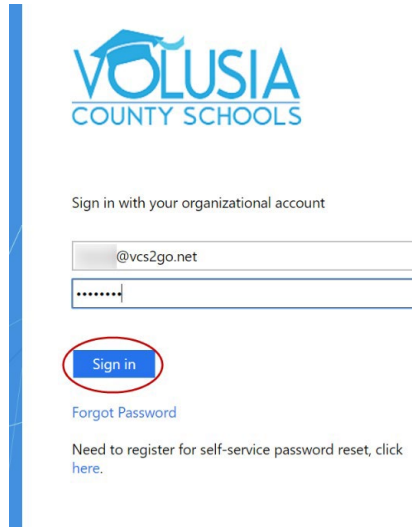 VOLUSIA
COUNTY SCHOOLS
Sign in with your organizational account
@vcs2go.net
••••••••
Sign in
Forgot Password
Need to register for self-service password reset, click
here.